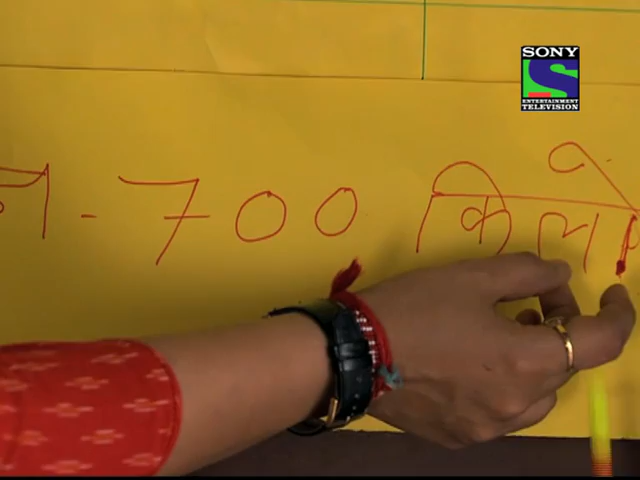 SONY
ENTERTAINMENT
TELEVISION
- 700 किलो